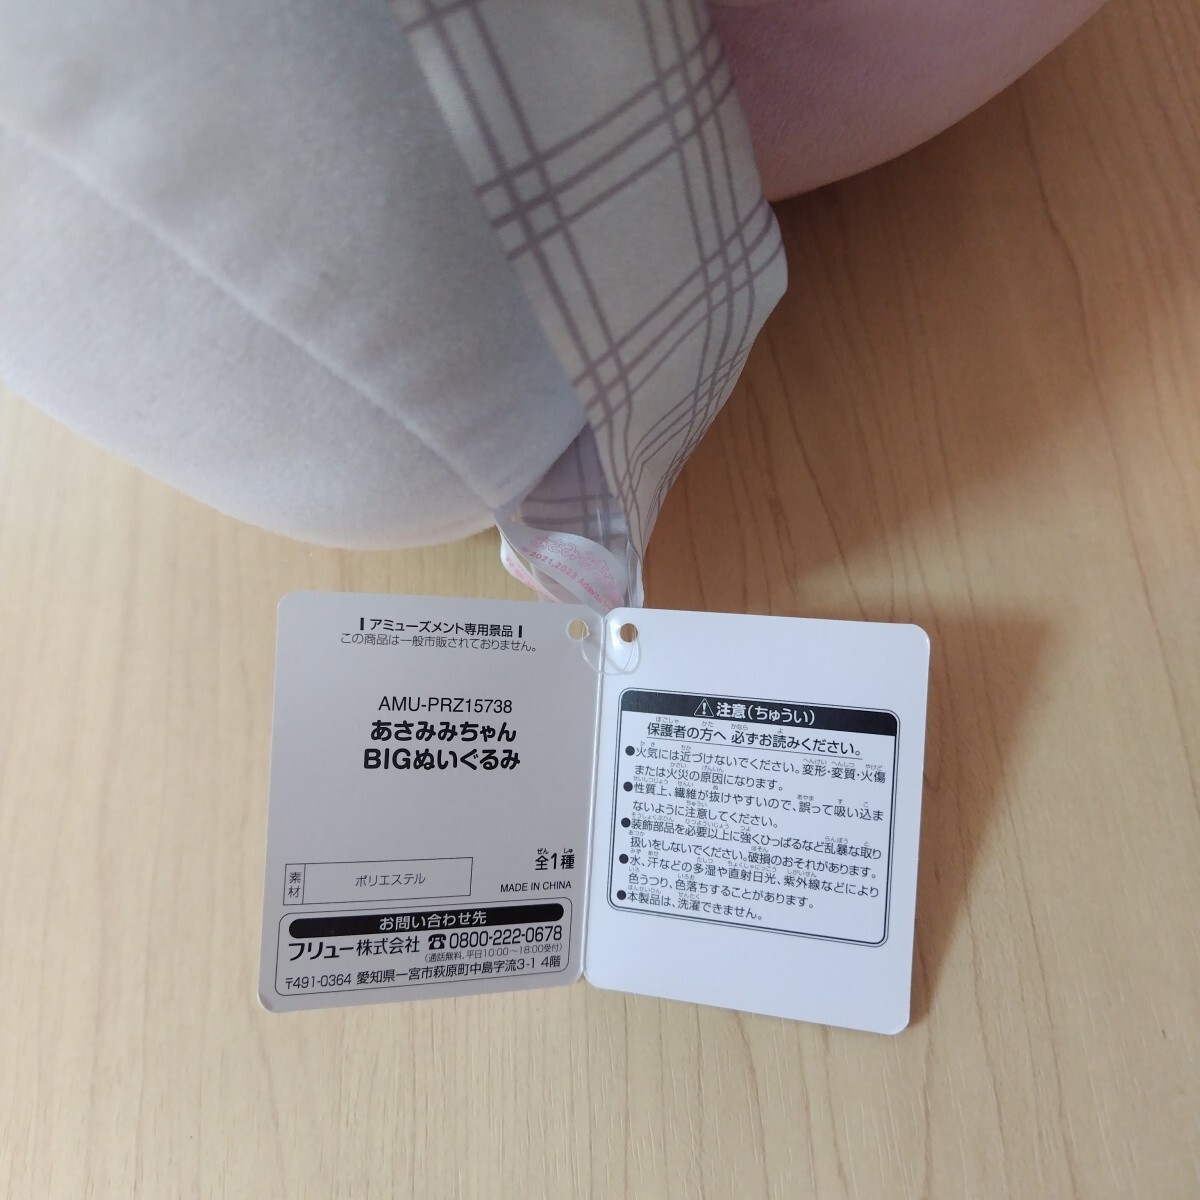 あさみみちゃん
© 2021,2023 Adways
アミューズメント専用景品
この商品は一般市販されておりません。
AMU-PRZ15738
あさみみちゃん
BIGぬいぐるみ
全1種
素材 ポリエステル
MADE IN CHINA
お問い合わせ先
フリュー株式会社 ☎0800-222-0678
(通話無料、平日10:00~18:00受付)
〒491-0364 愛知県一宮市萩原町中島字流3-1 4階
⚠注意(ちゅうい)
保護者の方へ 必ずお読みください。
●火気には近づけないでください。変形・変質・火傷
または火災の原因になります。
●性質上、繊維が抜けやすいので、誤って吸い込ま
ないように注意してください。
●装飾部品を必要以上に強くひっぱるなど乱暴な取り
扱いをしないでください。破損のおそれがあります。
●水、汗などの多湿や直射日光、紫外線などにより
色うつり、色落ちすることがあります。
●本製品は、洗濯できません。